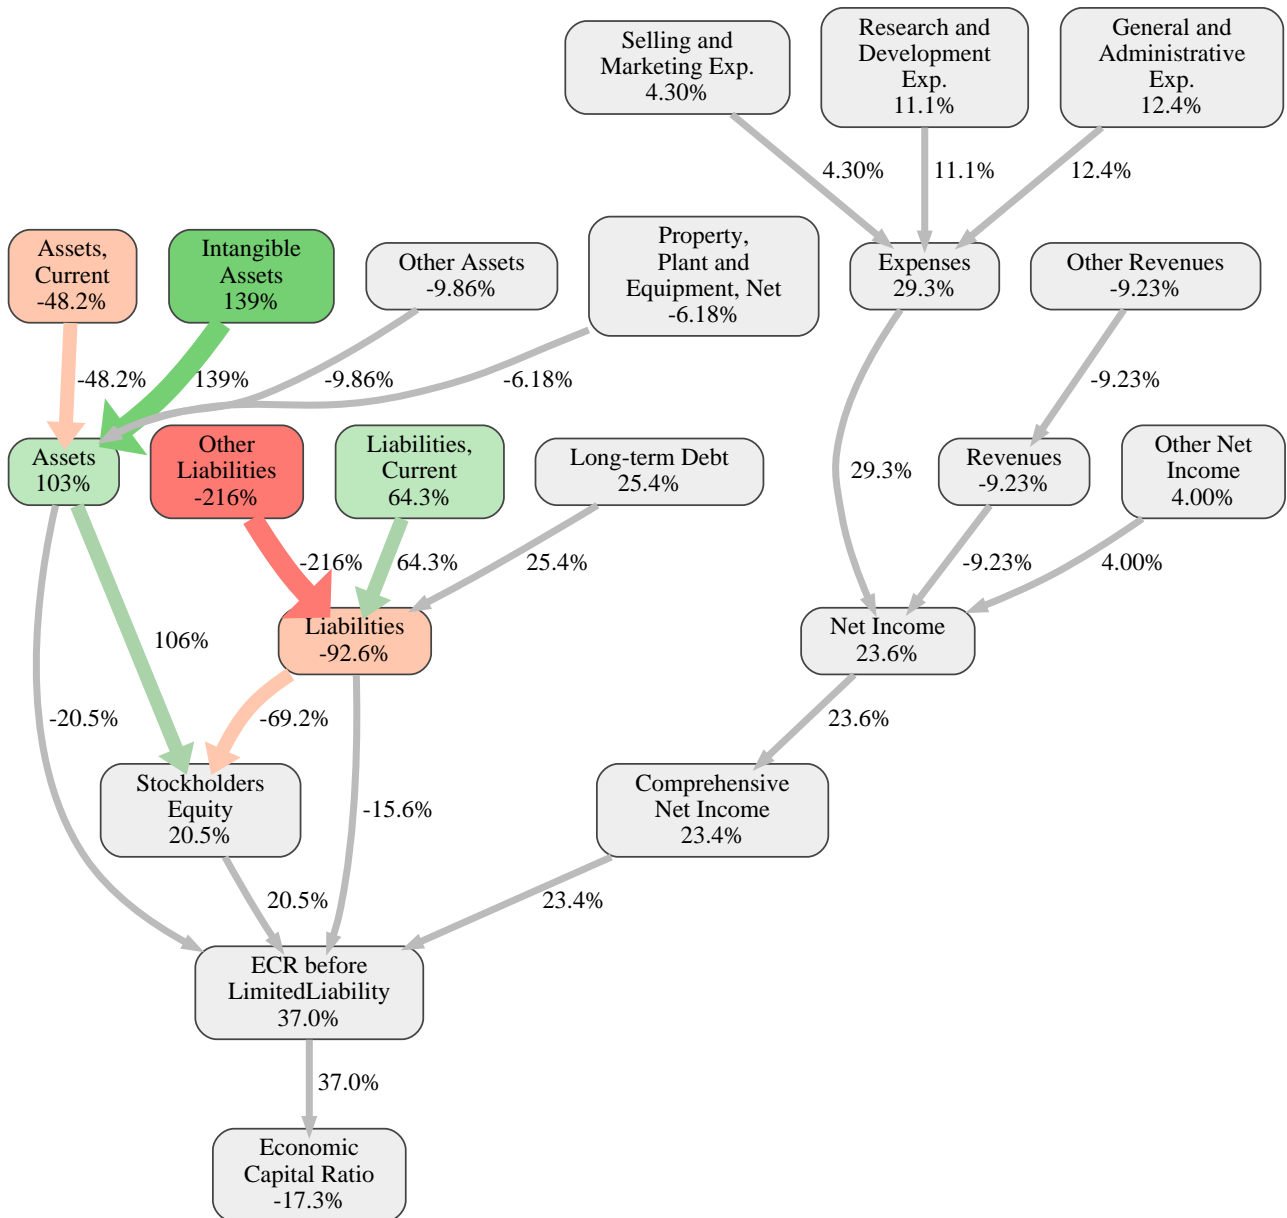 Selling and
Marketing Exp.
4.30%
Research and
Development
Exp.
11.1%
General and
Administrative
Exp.
12.4%
4.30%
11.1%
12.4%
Assets,
Current
-48.2%
Intangible
Assets
139%
Other Assets
-9.86%
Property,
Plant and
Equipment, Net
-6.18%
Expenses
29.3%
Other Revenues
-9.23%
-48.2%
139%
-9.86%
-6.18%
-9.23%
Assets
103%
Other
Liabilities
-216%
Liabilities,
Current
64.3%
Long-term Debt
25.4%
29.3%
Revenues
-9.23%
Other Net
Income
4.00%
-216%
64.3%
25.4%
-9.23%
4.00%
106%
Liabilities
-92.6%
Net Income
23.6%
-20.5%
-69.2%
23.6%
Stockholders
Equity
20.5%
-15.6%
Comprehensive
Net Income
23.4%
20.5%
23.4%
ECR before
LimitedLiability
37.0%
37.0%
Economic
Capital Ratio
-17.3%